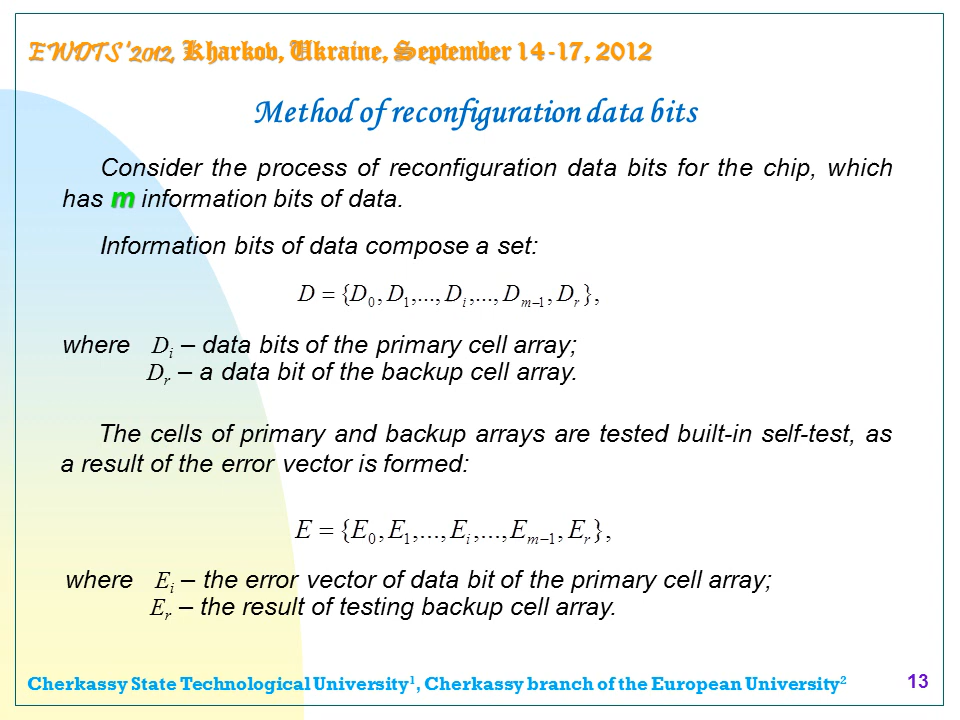 EWDTS'2012, Kharkov, Ukraine, September 14-17, 2012
Method of reconfiguration data bits
Consider the process of reconfiguration data bits for the chip, which
has m information bits of data.
Information bits of data compose a set:
D = {D₀, D₁,..., Dᵢ,..., Dₘ₋₁, Dᵣ},
where Dᵢ – data bits of the primary cell array;
Dᵣ – a data bit of the backup cell array.
The cells of primary and backup arrays are tested built-in self-test, as
a result of the error vector is formed:
E = {E₀, E₁,..., Eᵢ,..., Eₘ₋₁, Eᵣ},
where Eᵢ – the error vector of data bit of the primary cell array;
Eᵣ – the result of testing backup cell array.
Cherkassy State Technological University¹, Cherkassy branch of the European University²
13